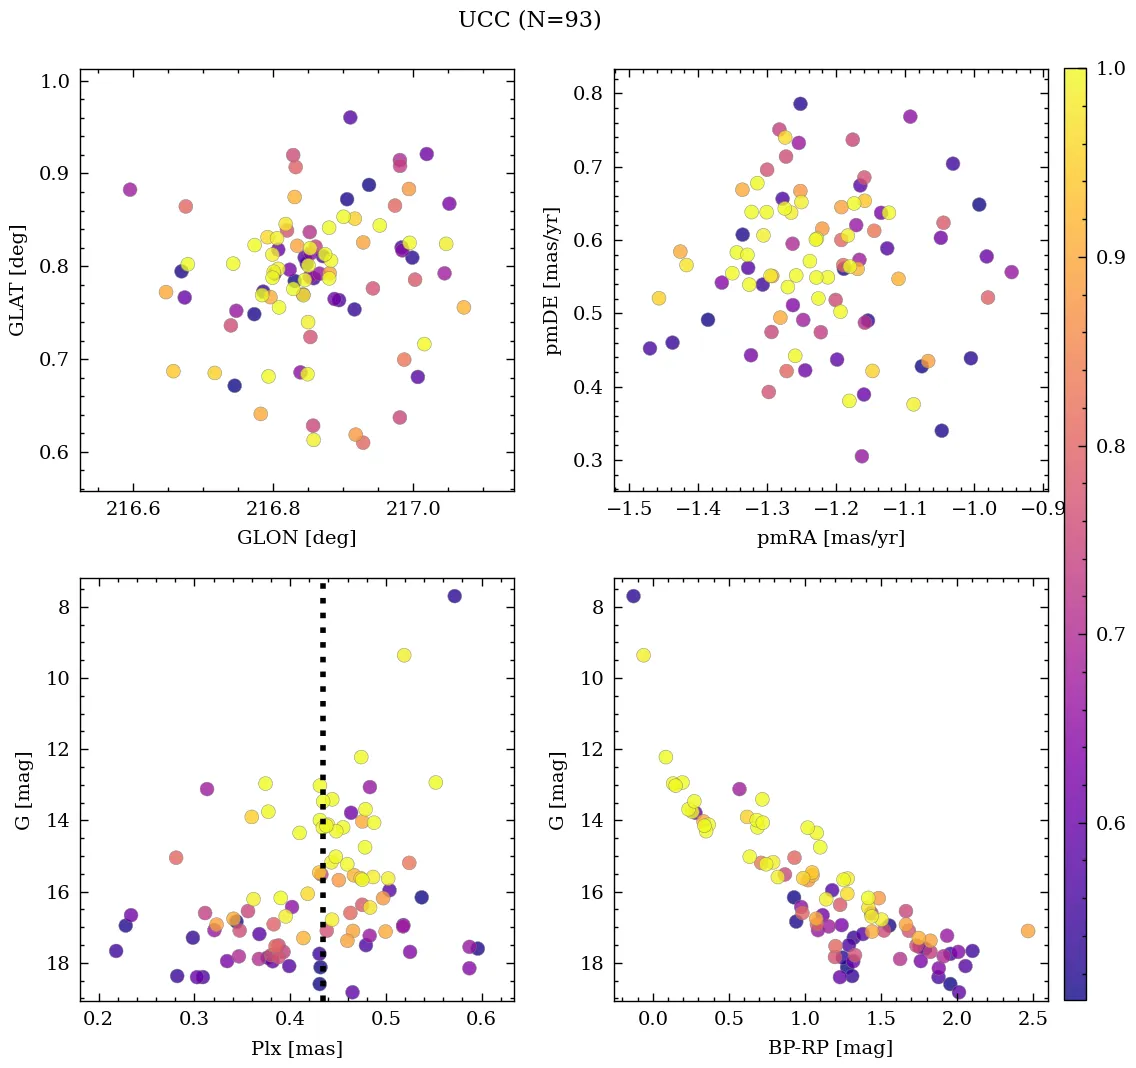 UCC (N=93)
1.0
0.9
0.8
0.7
0.6
GLAT [deg]
216.6 216.8 217.0
GLON [deg]
0.8
0.7
0.6
0.5
0.4
0.3
pmDE [mas/yr]
−1.5 −1.4 −1.3 −1.2 −1.1 −1.0 −0.9
pmRA [mas/yr]
1.0
0.9
0.8
0.7
0.6
8
10
12
14
16
18
G [mag]
0.2 0.3 0.4 0.5 0.6
Plx [mas]
8
10
12
14
16
18
G [mag]
0.0 0.5 1.0 1.5 2.0 2.5
BP-RP [mag]